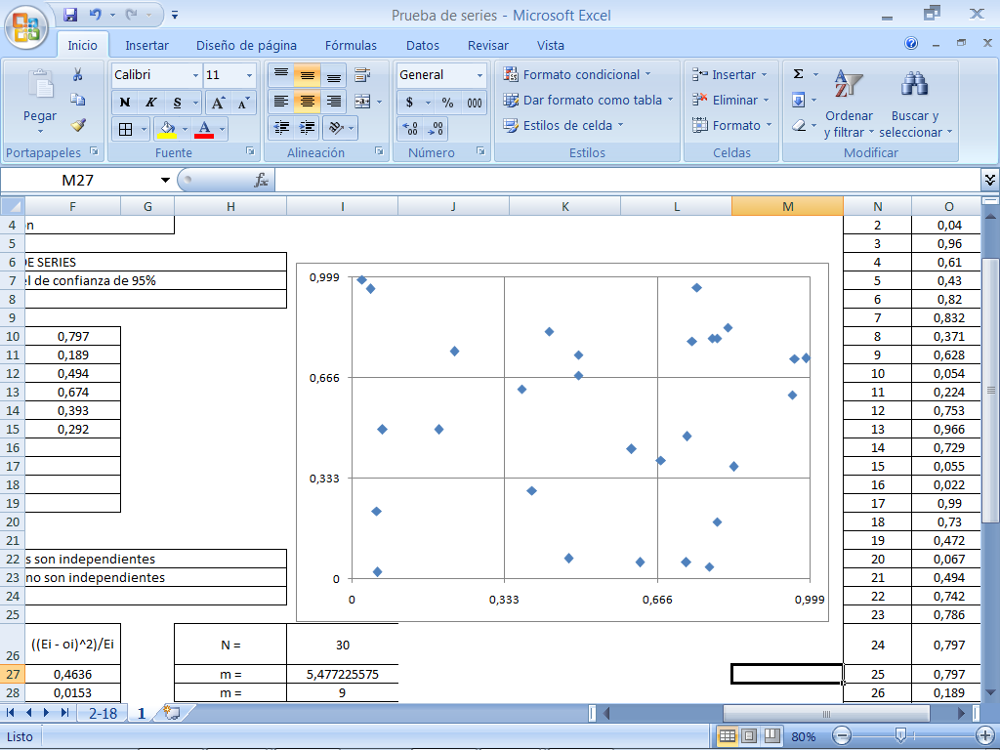 Prueba de series - Microsoft Excel
Inicio Insertar Diseño de página Fórmulas Datos Revisar Vista
Pegar
Portapapeles
Calibri 11
N K S A A
A
Fuente
Alineación
General
$ % 000
,00 ,00
Número
Formato condicional
Dar formato como tabla
Estilos de celda
Estilos
Insertar
Eliminar
Formato
Celdas
Σ
Ordenar y filtrar
Buscar y seleccionar
Modificar
M27 fx
F G H I J K L M N O
4 n 2 0,04
5 3 0,96
6 DE SERIES 4 0,61
7 el de confianza de 95% 5 0,43
8 6 0,82
9 7 0,832
10 0,797 8 0,371
11 0,189 9 0,628
12 0,494 10 0,054
13 0,674 11 0,224
14 0,393 12 0,753
15 0,292 13 0,966
16 14 0,729
17 15 0,055
18 16 0,022
19 17 0,99
20 18 0,73
21 19 0,472
22 s son independientes 20 0,067
23 no son independientes 21 0,494
24 22 0,742
25 23 0,786
26 ((Ei - oi)^2)/Ei N = 30 24 0,797
27 0,4636 m = 5,477225575 25 0,797
28 0,0153 m = 9 26 0,189
0,999
0,666
0,333
0
0 0,333 0,666 0,999
2-18 1
Listo 80%